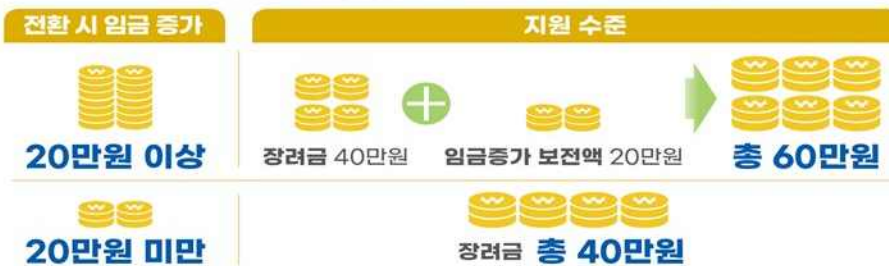 전환 시 임금 증가
지원 수준
20만원 이상
장려금 40만원
임금증가 보전액 20만원
총 60만원
20만원 미만
장려금 총 40만원